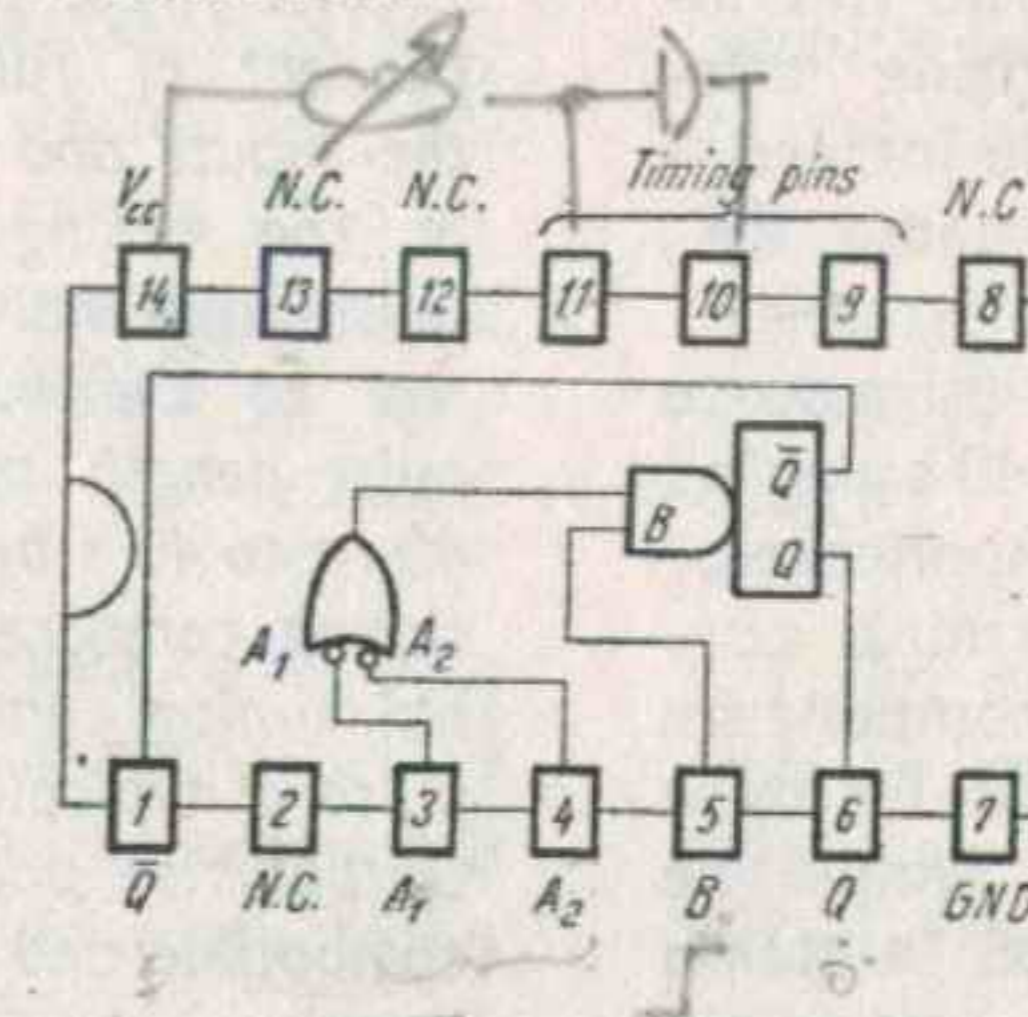 Timing pins
V_cc N.C. N.C. N.C
14 13 12 11 10 9 8
Q̅
B
Q
A₁ A₂
1 2 3 4 5 6 7
Q̅ N.C. A₁ A₂ B Q GND